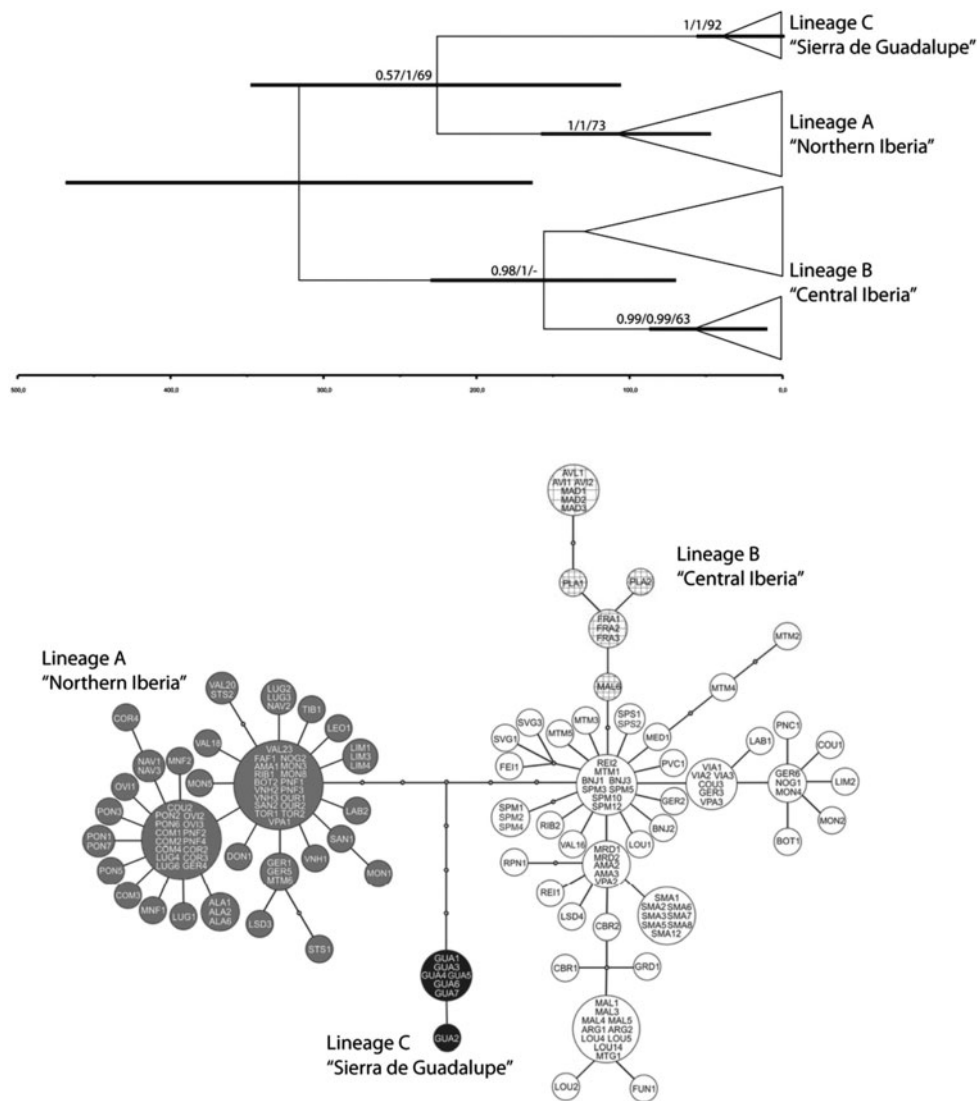 1/1/92
Lineage C
"Sierra de Guadalupe"
0.57/1/69
1/1/73
Lineage A
"Northern Iberia"
0.98/1/-
Lineage B
"Central Iberia"
0.99/0.99/63
500,0
400,0
300,0
200,0
100,0
0,0
AVL1
AVI1 AVI2
MAD1
MAD2
MAD3
Lineage B
"Central Iberia"
PLA1
PLA2
FRA1
FRA2
FRA3
MAL6
MTM2
MTM4
Lineage A
"Northern Iberia"
VAL20
STS2
LUG2
LUG3
NAV2
TIB1
LEO1
LIM1
LIM3
LIM4
COR4
VAL18
NAV1
NAV3
MNF2
MON5
OVI1
PON3
PON1
PON7
PON5
COM3
MNF1
LUG1
ALA1
ALA2
ALA6
COU2
PON2 OVI2
PON6 OVI3
COM1 PNF2
COM2 PNF4
COM4 COR2
LUG4 COR3
LUG6 GER4
VAL23
FAF1 NOG2
AMA1 MON3
RIB1 MON8
BOT2 PNF1
VNH2 PNF3
VNH3 OUR1
SAN2 OUR2
TOR1 TOR2
VPA1
LAB2
SAN1
MON1
VNH1
DON1
GER1
GER5
MTM6
LSD3
STS1
SVG3
SVG1
FEI1
MTM5
MTM3
SPS1
SPS2
MED1
PVC1
REI2
MTM1
BNJ1 BNJ3
SPM3 SPM5
SPM10
SPM12
GER2
BNJ2
LOU1
SPM1
SPM2
SPM4
RIB2
VAL16
VIA1
VIA2 VIA3
COU3
GER3
VPA3
LAB1
PNC1
COU1
GER6
NOG1
MON4
LIM2
MON2
BOT1
MRD1
MRD2
AMA2
AMA3
VPA2
RPN1
REI1
LSD4
CBR2
SMA1
SMA2 SMA6
SMA3 SMA7
SMA5 SMA8
SMA12
CBR1
GRD1
MAL1
MAL3
MAL4 MAL5
ARG1 ARG2
LOU4 LOU5
LOU14
MTG1
LOU2
FUN1
GUA1
GUA3
GUA4 GUA5
GUA6
GUA7
GUA2
Lineage C
"Sierra de Guadalupe"